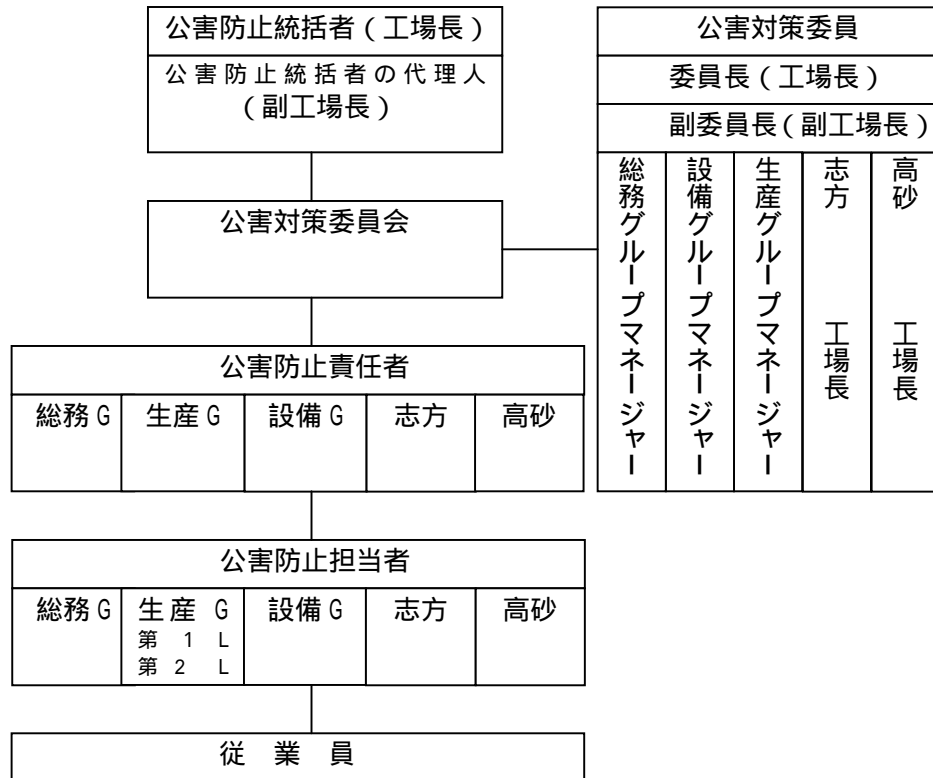 公害防止統括者(工場長)
公害防止統括者の代理人
(副工場長)
公害対策委員会
公害対策委員
委員長(工場長)
副委員長(副工場長)
総務グループマネージャー
設備グループマネージャー
生産グループマネージャー
志方 工場長
高砂 工場長
公害防止責任者
総務G 生産G 設備G 志方 高砂
公害防止担当者
総務G 生産G 設備G 志方 高砂
第1L
第2L
従業員